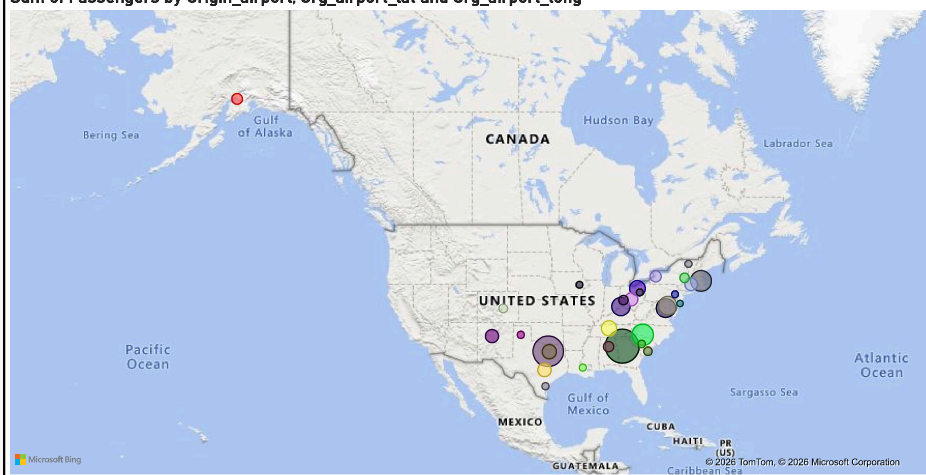 Sum of Passengers by Origin_airport, Org_airport_lat and Org_airport_long
Bering Sea
Gulf
of Alaska
CANADA
Hudson Bay
Labrador Sea
UNITED STATES
Pacific
Ocean
Atlantic
Ocean
Sargasso Sea
Gulf of
Mexico
MEXICO
CUBA
HAITI
PR
(US)
GUATEMALA
Caribbean Sea
Microsoft Bing
© 2026 TomTom, © 2026 Microsoft Corporation